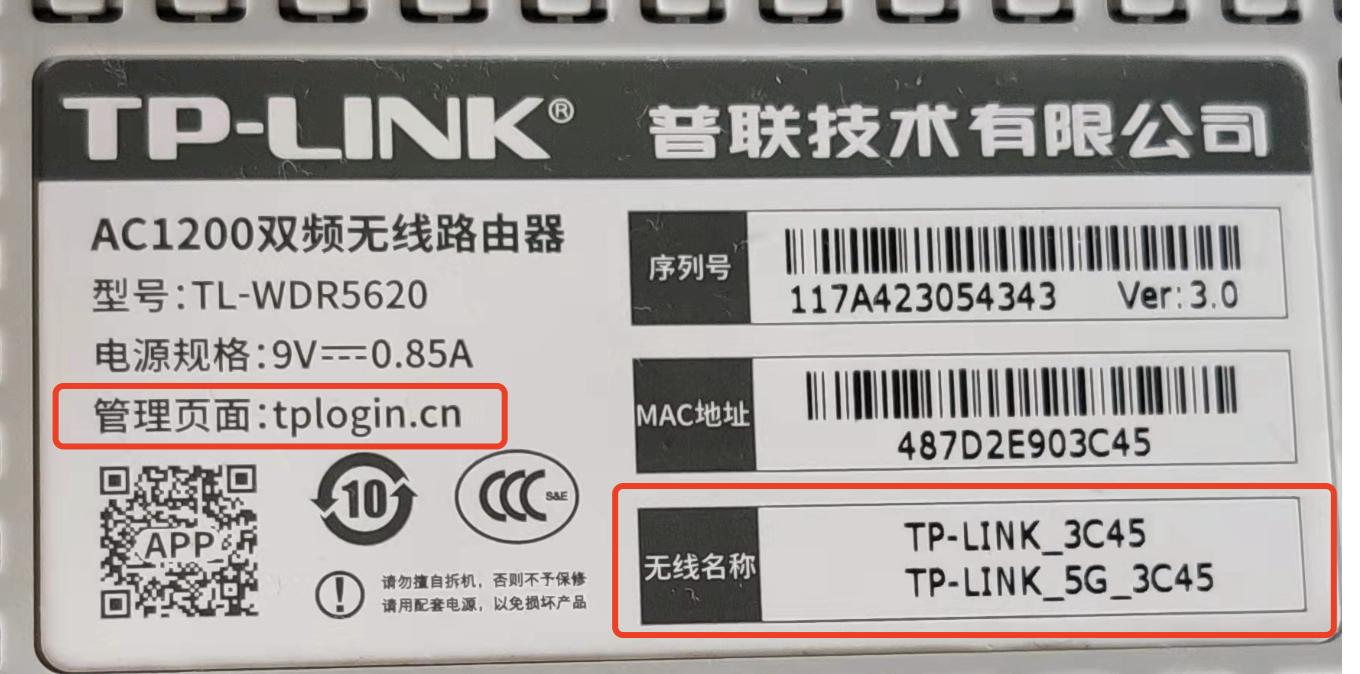 TP-LINK® 普联技术有限公司
AC1200双频无线路由器
型号:TL-WDR5620
电源规格:9V⎓0.85A
管理页面:tplogin.cn
APP
10
CCC S&E
请勿擅自拆机，否则不予保修
请用配套电源，以免损坏产品
序列号
117A423054343 Ver:3.0
MAC地址
487D2E903C45
无线名称
TP-LINK_3C45
TP-LINK_5G_3C45